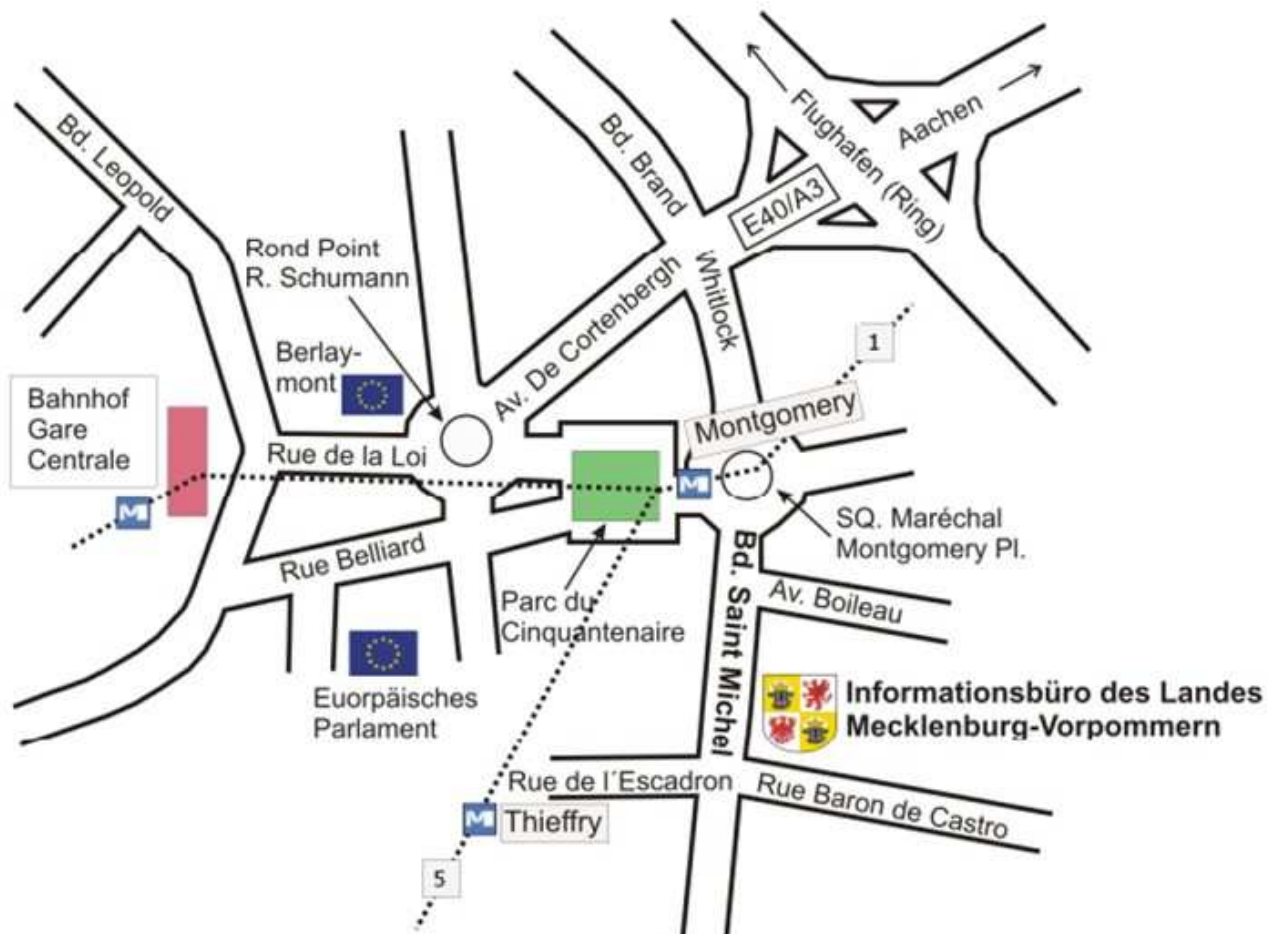 Bd. Leopold
Bd. Brand
Whitlock
Flughafen (Ring)
Aachen
E40/A3
Rond Point
R. Schumann
Av. De Cortenbergh
Berlay-
mont
1
Bahnhof
Gare
Centrale
Rue de la Loi
Montgomery
M
M
SQ. Maréchal
Montgomery Pl.
Rue Belliard
Parc du
Cinquantenaire
Bd. Saint Michel
Av. Boileau
Euorpäisches
Parlament
Informationsbüro des Landes
Mecklenburg-Vorpommern
Rue de l´Escadron
Rue Baron de Castro
M
Thieffry
5